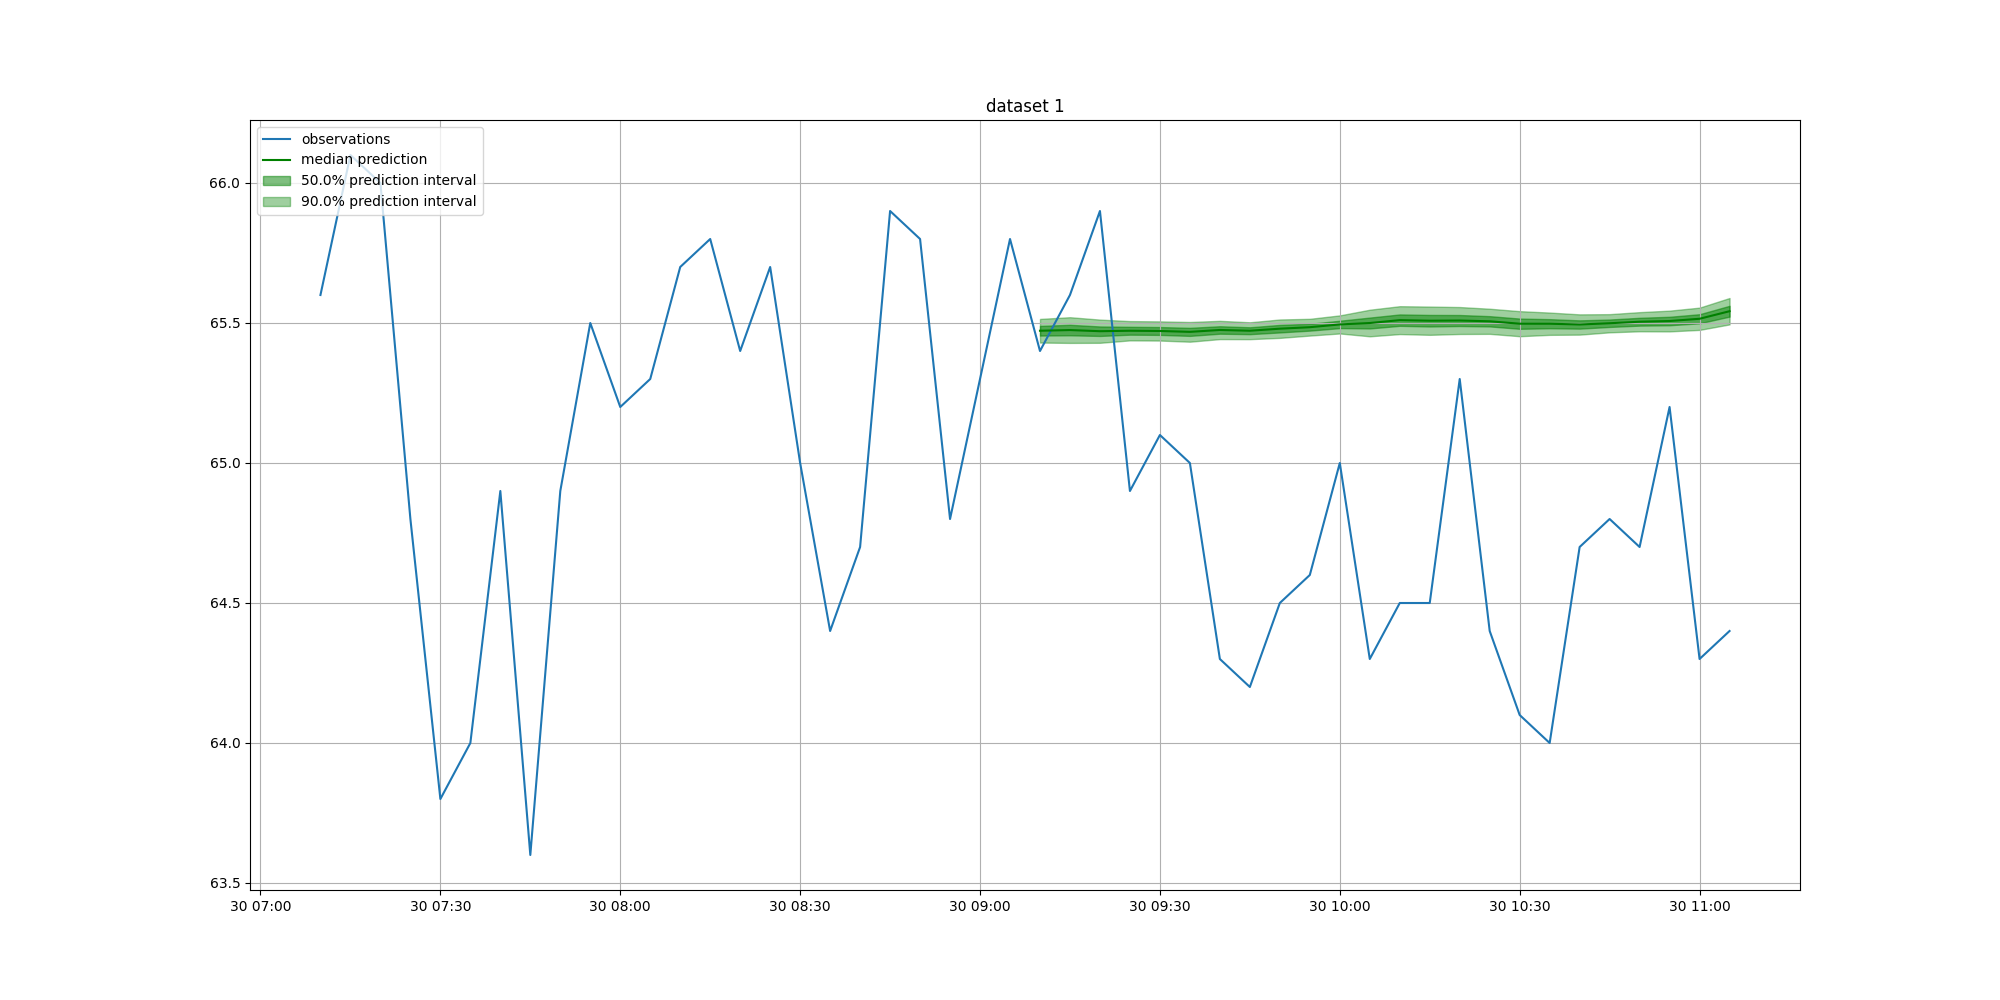 dataset 1
observations
median prediction
50.0% prediction interval
90.0% prediction interval
66.0
65.5
65.0
64.5
64.0
63.5
30 07:00 30 07:30 30 08:00 30 08:30 30 09:00 30 09:30 30 10:00 30 10:30 30 11:00